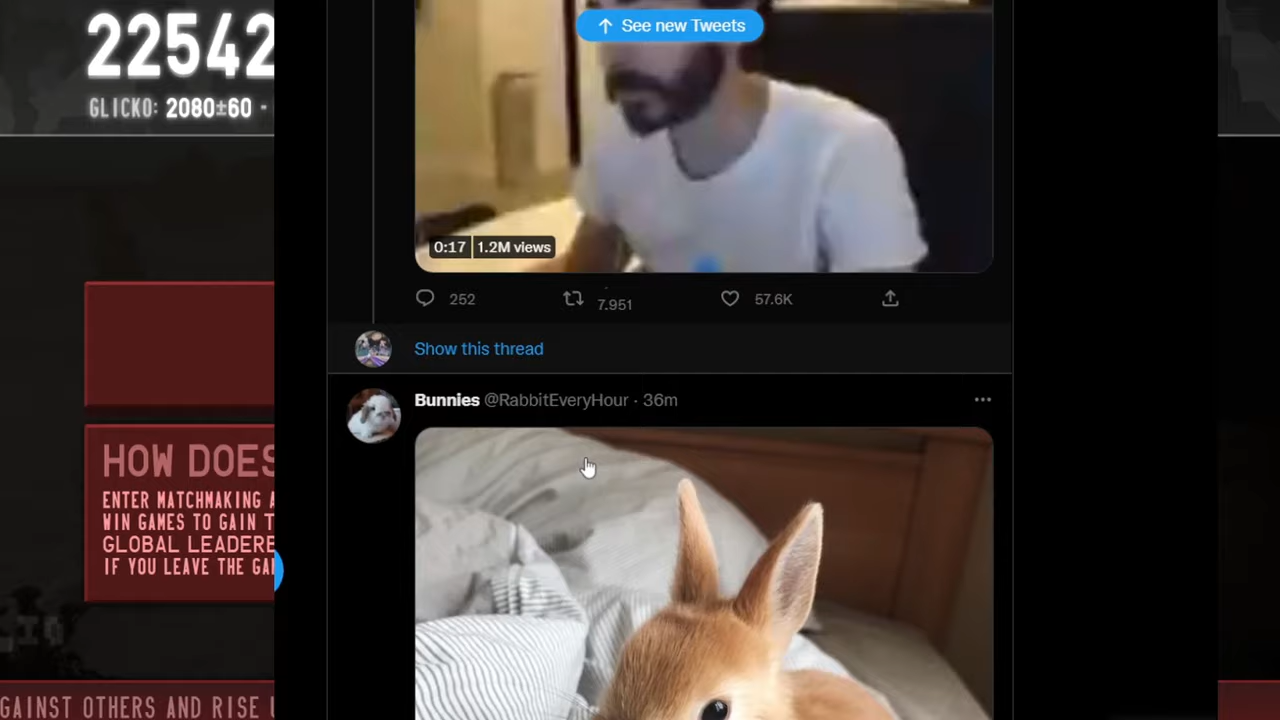 22542
GLICKO: 2080±60 -
See new Tweets
0:17 1.2M views
252 7.951 57.6K
Show this thread
Bunnies @RabbitEveryHour · 36m
HOW DOES
ENTER MATCHMAKING A
WIN GAMES TO GAIN T
GLOBAL LEADERE
IF YOU LEAVE THE GA
GAINST OTHERS AND RISE U